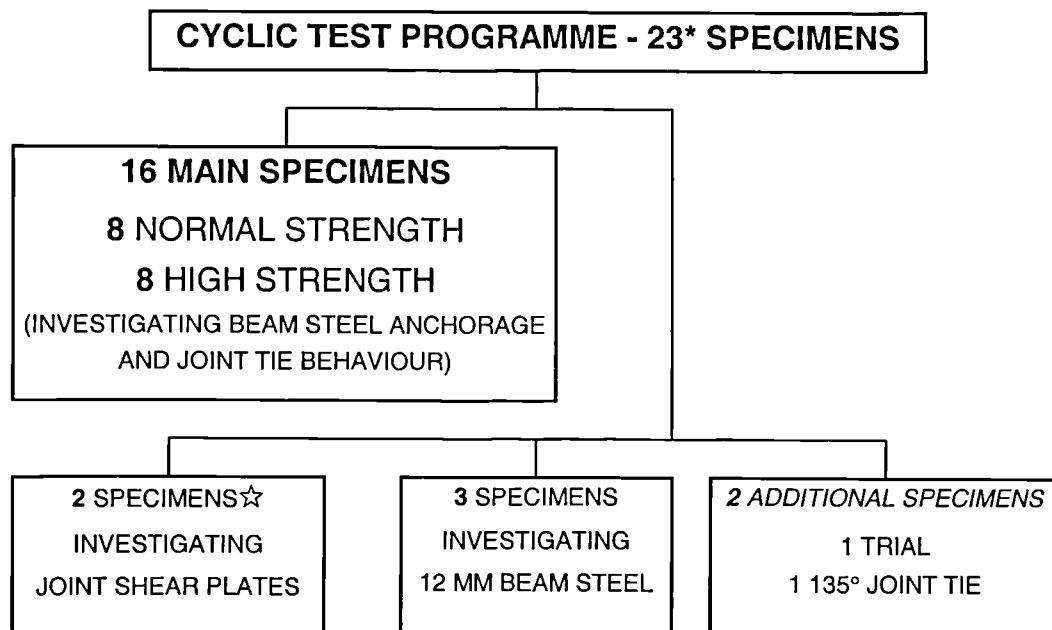 CYCLIC TEST PROGRAMME - 23* SPECIMENS
16 MAIN SPECIMENS
8 NORMAL STRENGTH
8 HIGH STRENGTH
(INVESTIGATING BEAM STEEL ANCHORAGE
AND JOINT TIE BEHAVIOUR)
2 SPECIMENS☆
INVESTIGATING
JOINT SHEAR PLATES
3 SPECIMENS
INVESTIGATING
12 MM BEAM STEEL
2 ADDITIONAL SPECIMENS
1 TRIAL
1 135° JOINT TIE